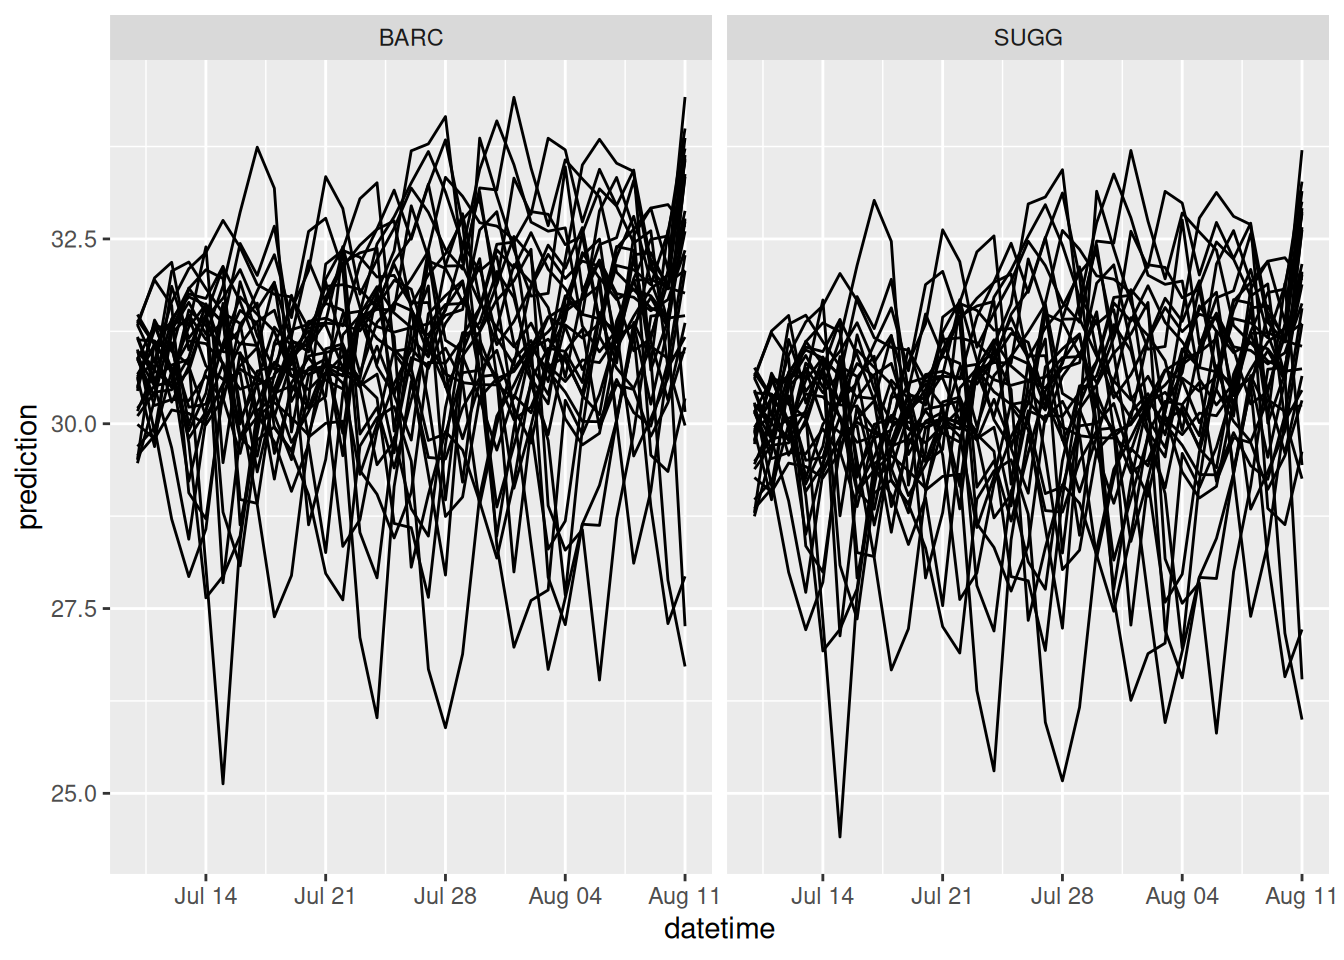 BARC
SUGG
prediction
32.5
30.0
27.5
25.0
Jul 14
Jul 21
Jul 28
Aug 04
Aug 11
Jul 14
Jul 21
Jul 28
Aug 04
Aug 11
datetime